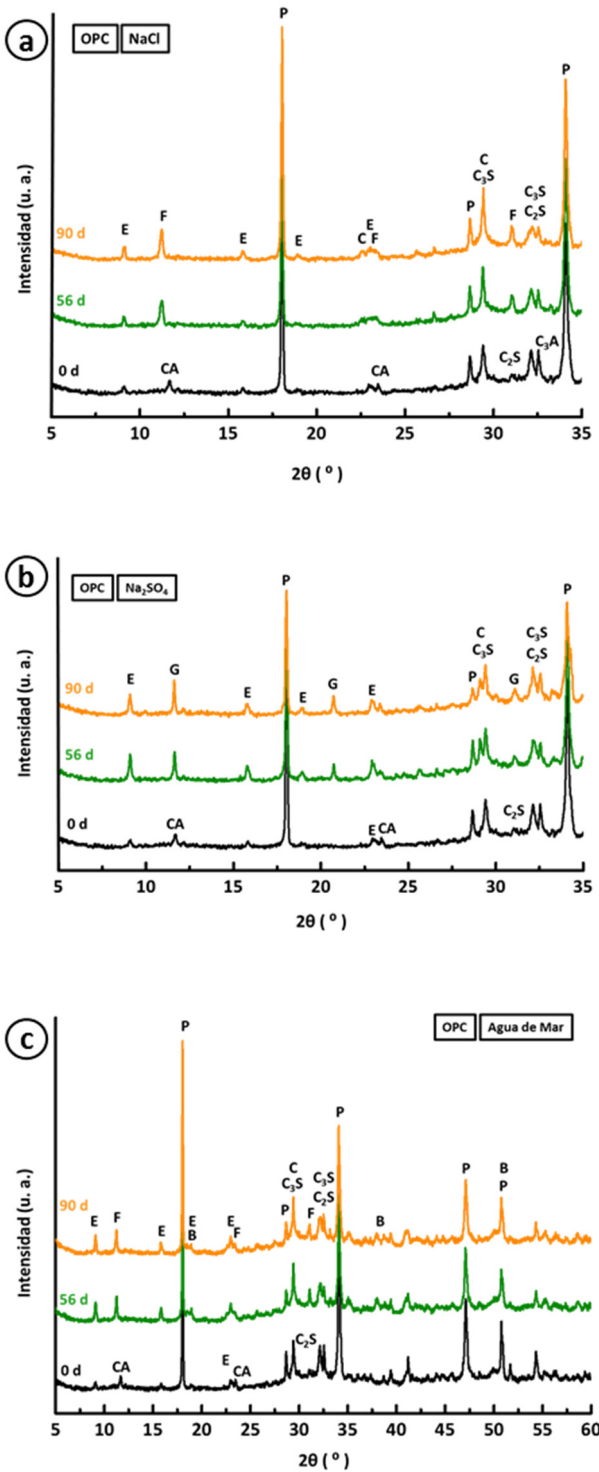 a
OPC NaCl
P
P
C
C₃S
C₃S
C₂S
E
F
E
E
C
E
F
P
F
90 d
56 d
0 d
CA
CA
C₂S
C₃A
Intensidad (u. a.)
5 10 15 20 25 30 35
2θ ( º )
b
OPC Na₂SO₄
P
P
C
C₃S
C₃S
C₂S
E
G
E
E
G
E
P
G
90 d
56 d
0 d
CA
E
CA
C₂S
Intensidad (u. a.)
5 10 15 20 25 30 35
2θ ( º )
c
OPC Agua de Mar
P
P
C
C₃S
C₃S
C₂S
P
B
P
E
F
E
E
B
E
F
P
F
B
90 d
56 d
0 d
CA
E
CA
C₂S
Intensidad (u. a.)
5 10 15 20 25 30 35 40 45 50 55 60
2θ ( º )